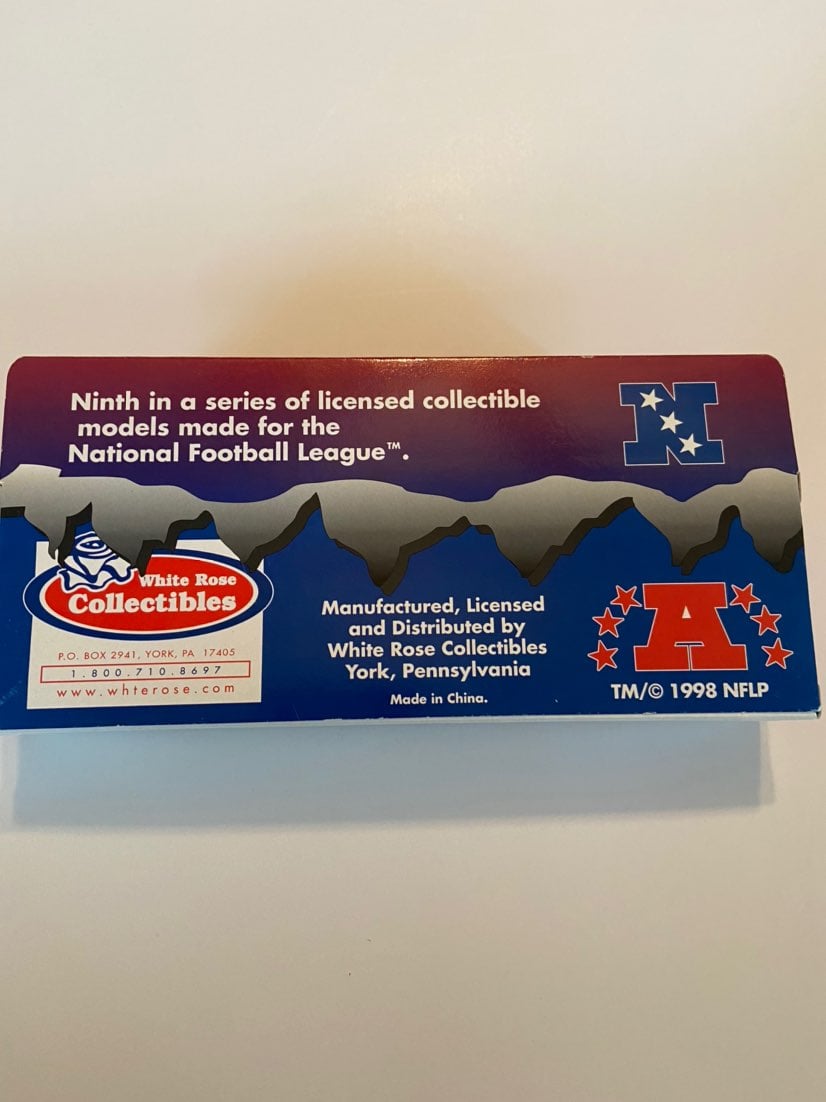 Ninth in a series of licensed collectible
models made for the
National Football League™.
N
White Rose
Collectibles
P.O. BOX 2941, YORK, PA 17405
1.800.710.8697
www.whterose.com
Manufactured, Licensed
and Distributed by
White Rose Collectibles
York, Pennsylvania
Made in China.
A
TM/© 1998 NFLP